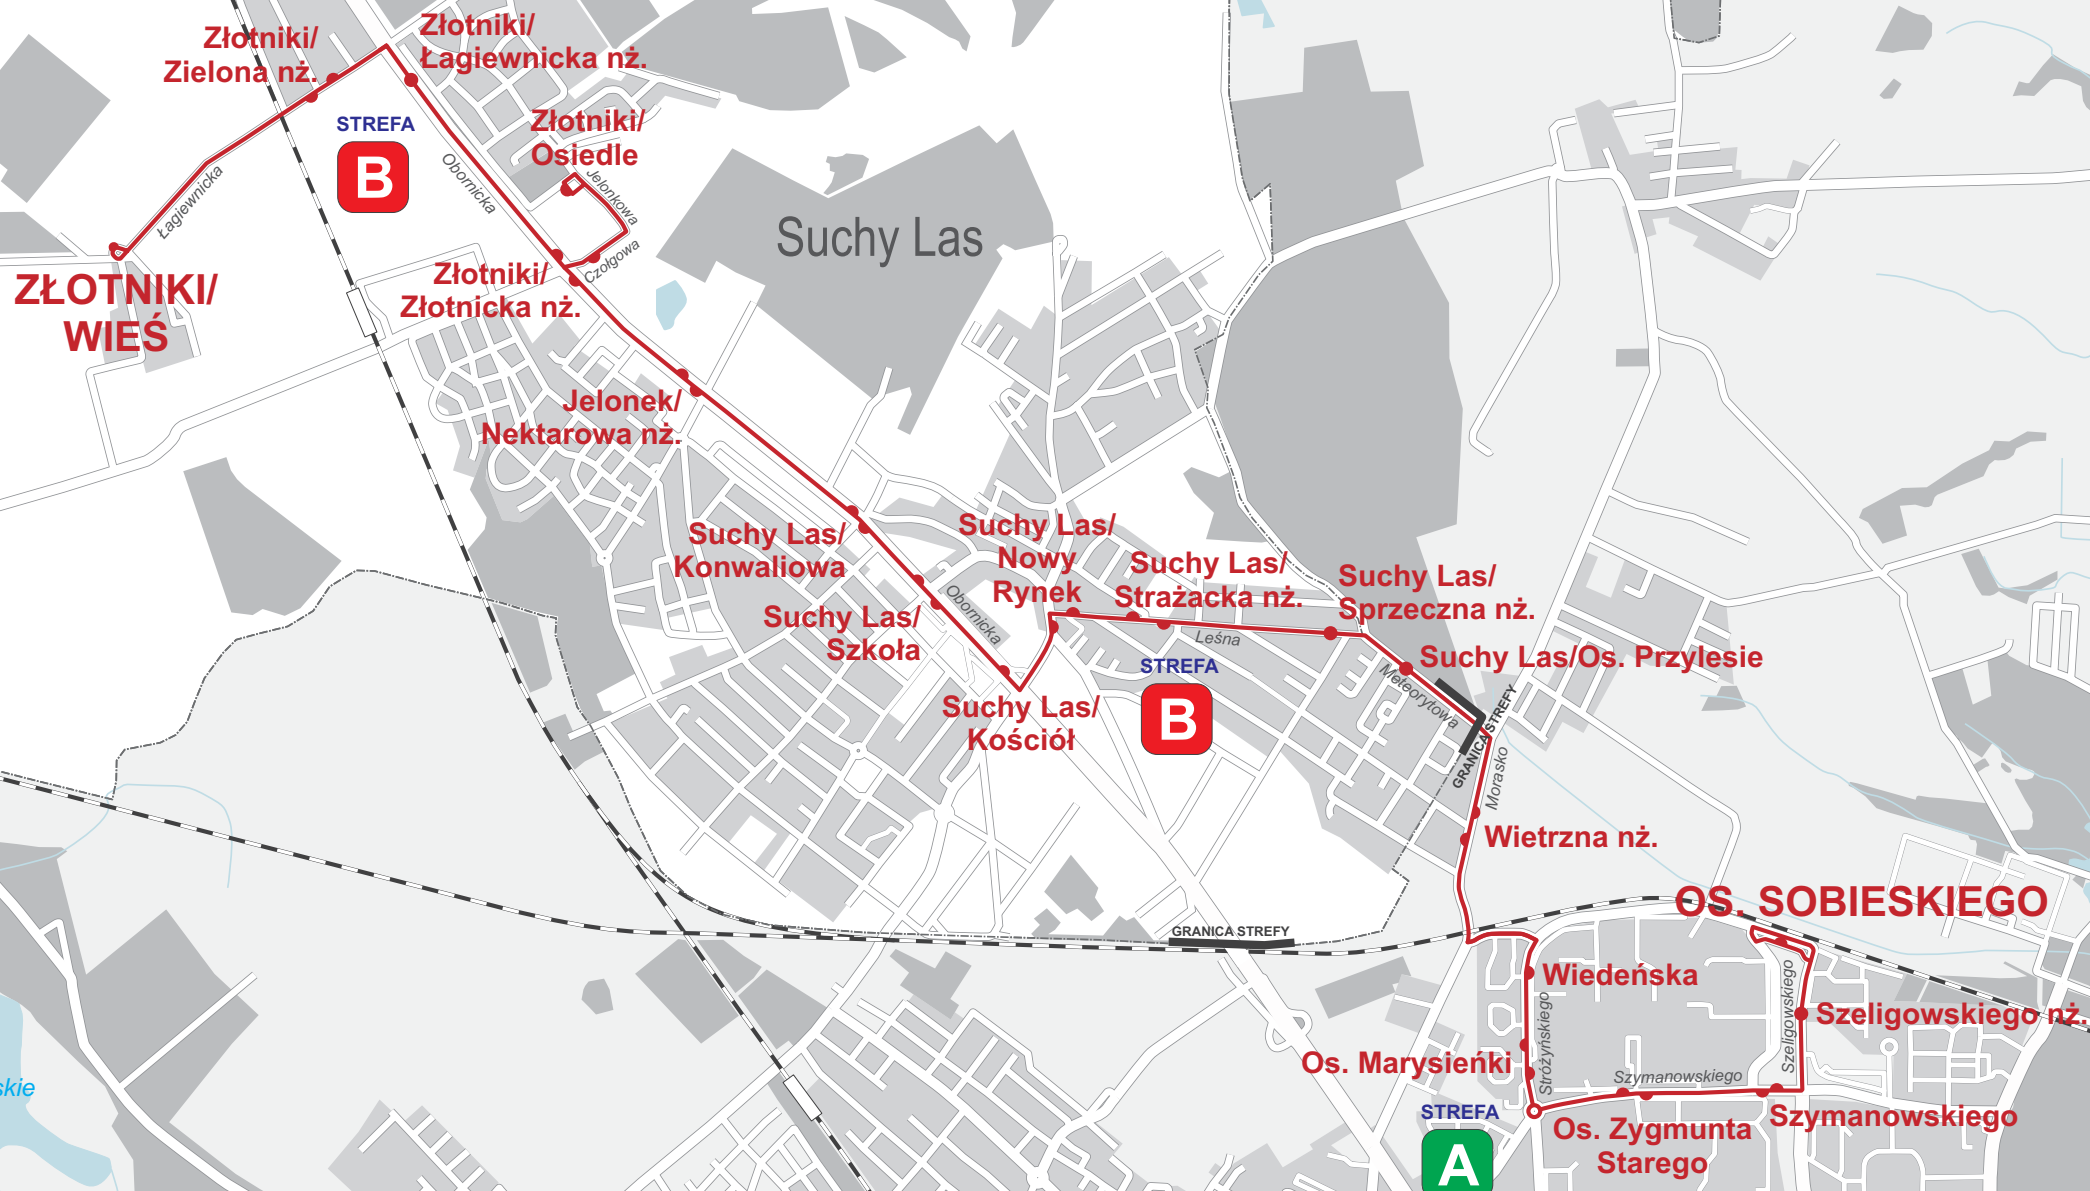 Złotniki/
Zielona nż.
Złotniki/
Łagiewnicka nż.
STREFA
B
Złotniki/
Osiedle
Obornicka
Jelonkowa
Łagiewnicka
Czołgowa
Suchy Las
ZŁOTNIKI/
WIEŚ
Złotniki/
Złotnicka nż.
Jelonek/
Nektarowa nż.
Suchy Las/
Konwaliowa
Suchy Las/
Szkoła
Obornicka
Suchy Las/
Nowy
Rynek
Suchy Las/
Strażacka nż.
Suchy Las/
Sprzeczna nż.
Leśna
Suchy Las/Os. Przylesie
STREFA
B
Meteorytowa
Suchy Las/
Kościół
GRANICA STREFY
Morasko
Wietrzna nż.
OS. SOBIESKIEGO
GRANICA STREFY
Wiedeńska
Stróżyńskiego
Szeligowskiego
Szeligowskiego nż.
Os. Marysieńki
Szymanowskiego
skie
STREFA
A
Os. Zygmunta
Starego
Szymanowskiego